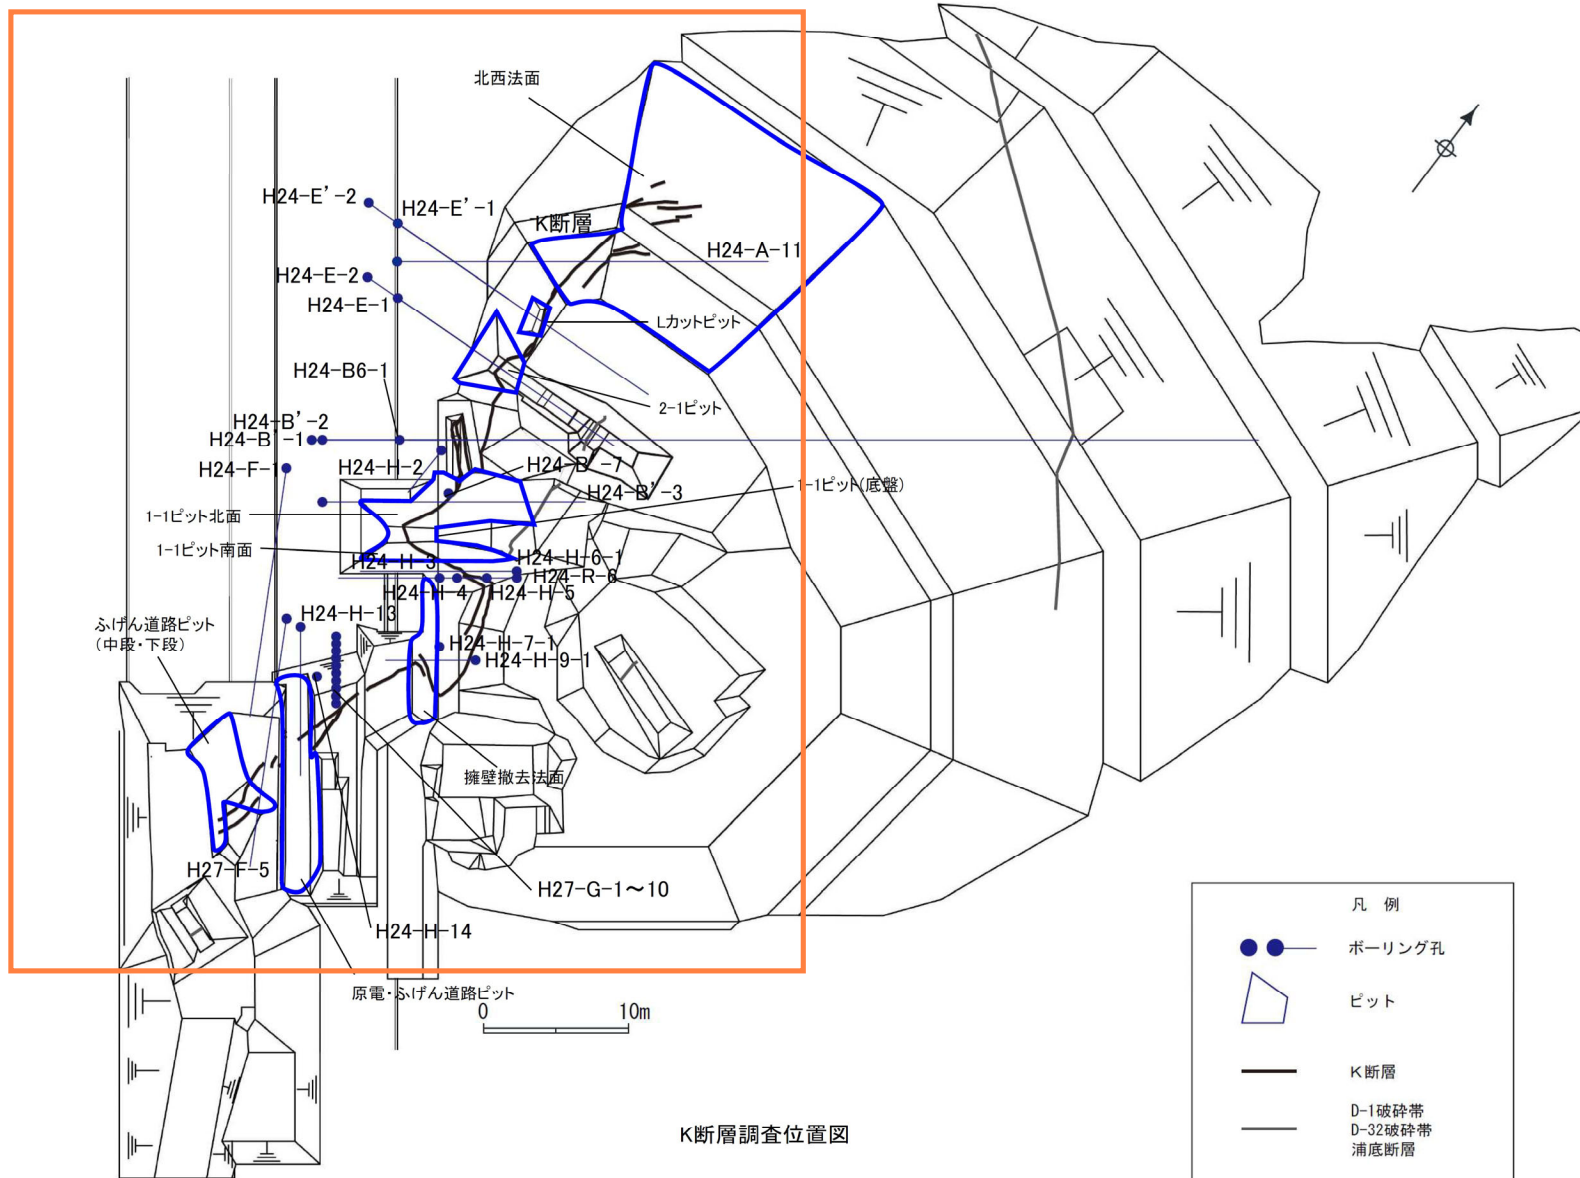 北西法面
H24-E’-2
H24-E’-1
K断層
H24-A-11
H24-E-2
H24-E-1
Lカットピット
H24-B6-1
2-1ピット
H24-B’-2
H24-B’-1
H24-F-1
H24-H-2
H24-B’-7
1-1ピット(底盤)
H24-B’-3
1-1ピット北面
1-1ピット南面
H24-H-3
H24-H-6-1
H24-R-6
H24-H-4
H24-H-5
H24-H-13
ふげん道路ピット
(中段・下段)
H24-H-7-1
H24-H-9-1
擁壁撤去法面
H27-F-5
H27-G-1～10
H24-H-14
原電・ふげん道路ピット
0
10m
K断層調査位置図
凡 例
ボーリング孔
ピット
K断層
D-1破砕帯
D-32破砕帯
浦底断層